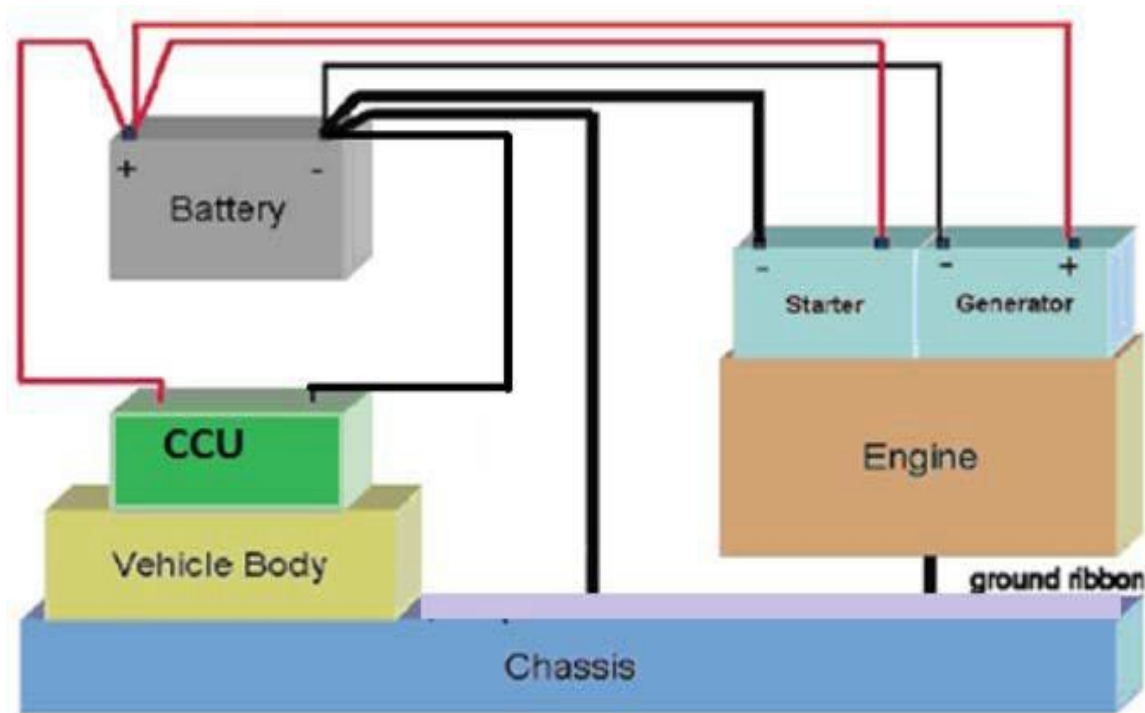 + -
Battery
- - +
Starter Generator
CCU
Engine
Vehicle Body
ground ribbon
Chassis